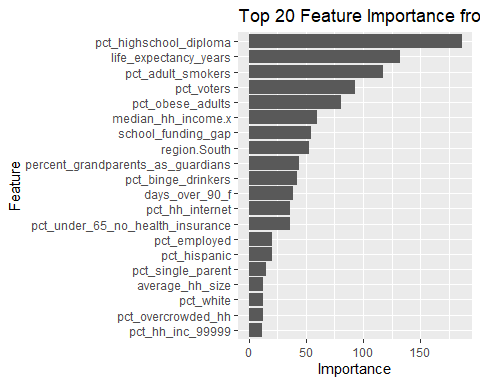 Top 20 Feature Importance fro
pct_highschool_diploma
life_expectancy_years
pct_adult_smokers
pct_voters
pct_obese_adults
median_hh_income.x
school_funding_gap
region.South
percent_grandparents_as_guardians
pct_binge_drinkers
days_over_90_f
pct_hh_internet
pct_under_65_no_health_insurance
pct_employed
pct_hispanic
pct_single_parent
average_hh_size
pct_white
pct_overcrowded_hh
pct_hh_inc_99999
Feature
0 50 100 150
Importance